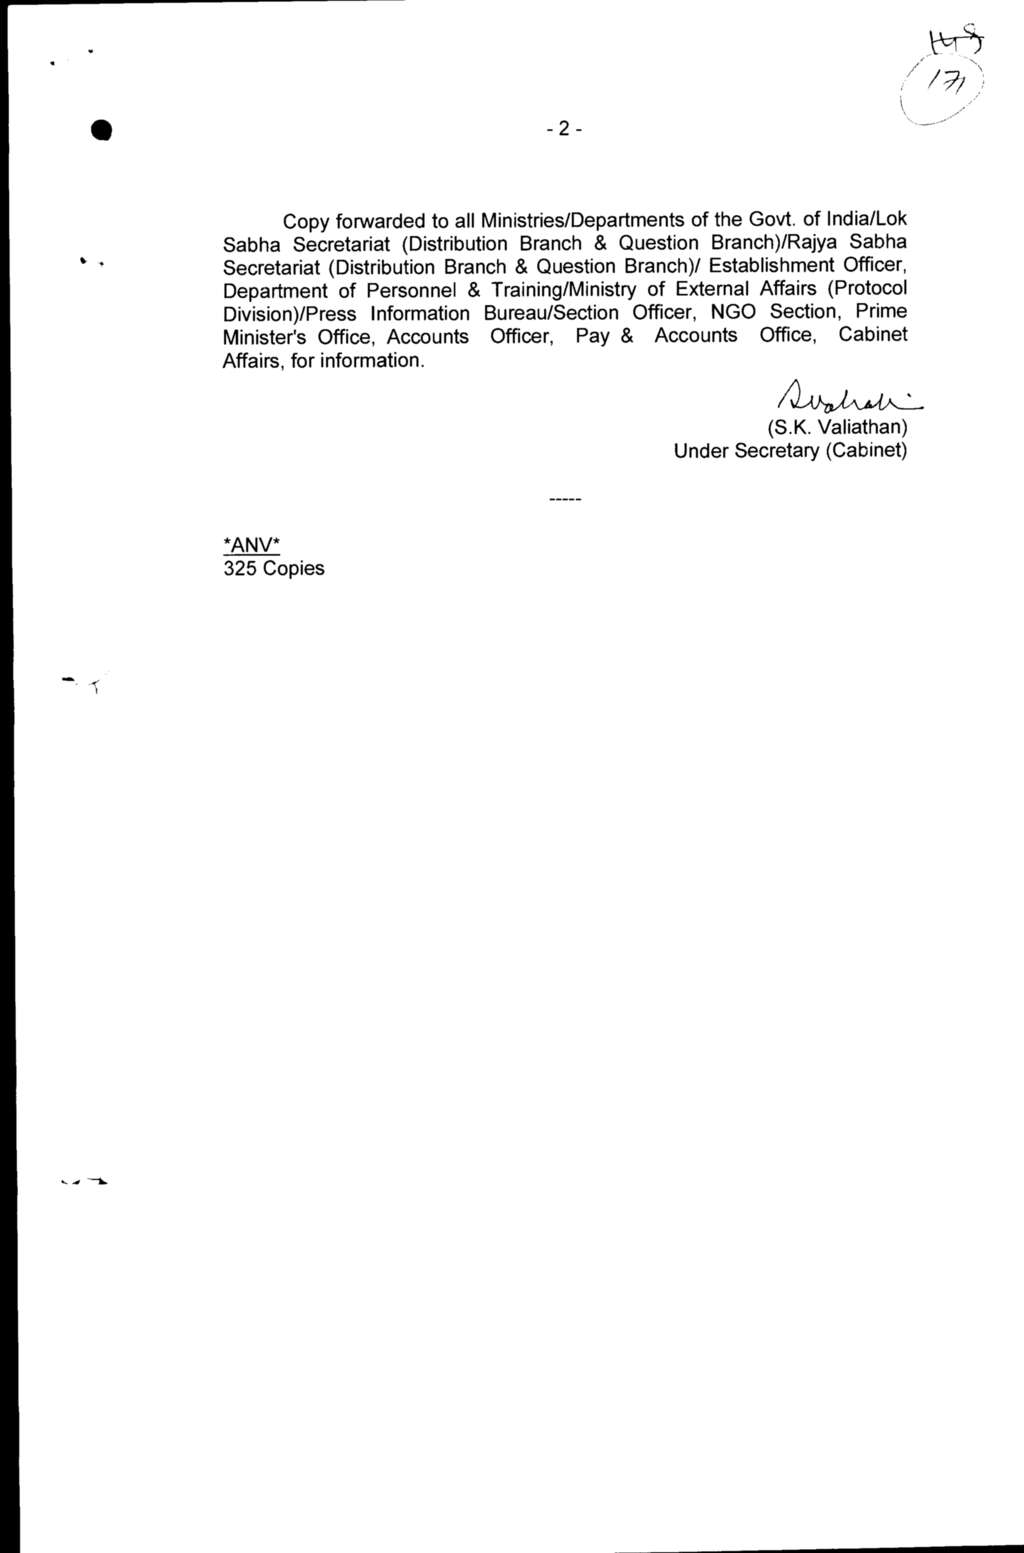 171
- 2 -
Copy forwarded to all Ministries/Departments of the Govt. of India/Lok
Sabha Secretariat (Distribution Branch & Question Branch)/Rajya Sabha
Secretariat (Distribution Branch & Question Branch)/ Establishment Officer,
Department of Personnel & Training/Ministry of External Affairs (Protocol
Division)/Press Information Bureau/Section Officer, NGO Section, Prime
Minister's Office, Accounts Officer, Pay & Accounts Office, Cabinet
Affairs, for information.
(S.K. Valiathan)
Under Secretary (Cabinet)
-----
*ANV*
325 Copies